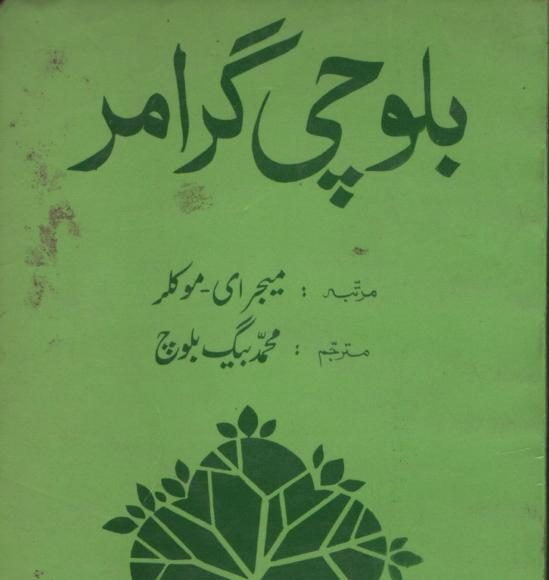 بلوچی گرامر
مرتبہ : میجر ای - موکلر
مترجم : محمد بیگ بلوچ